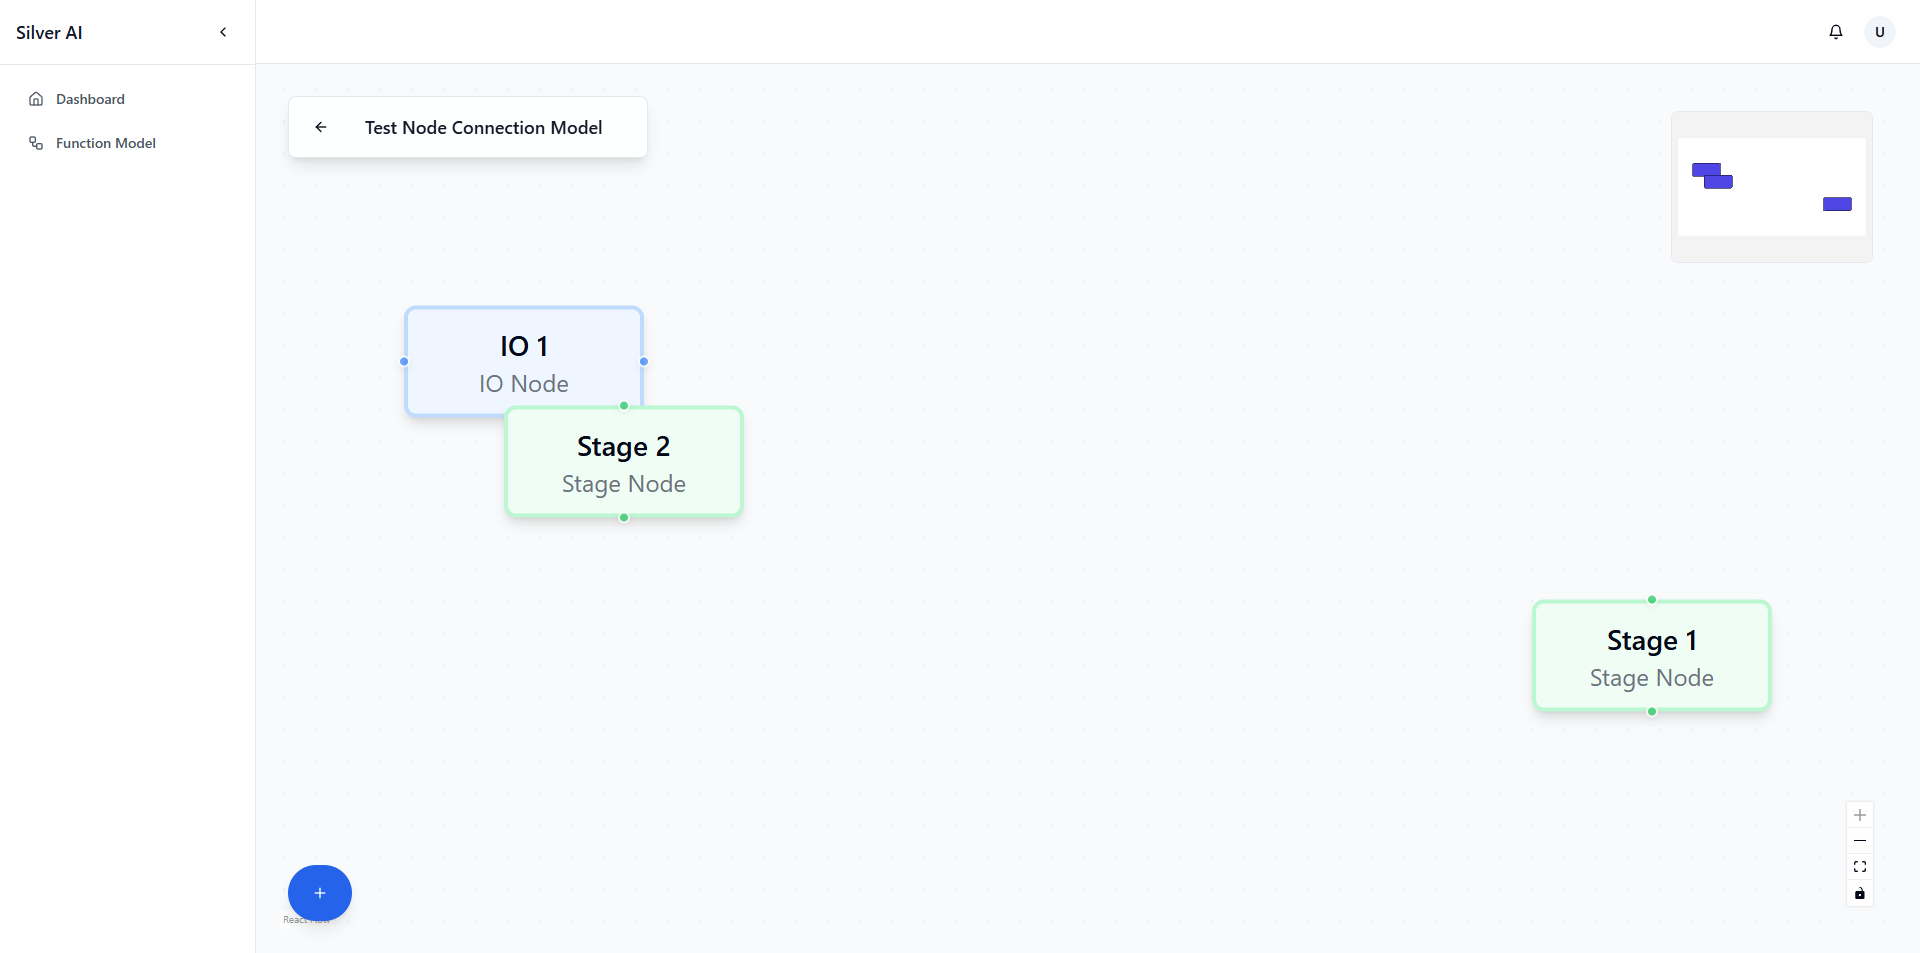 Silver AI
U
Dashboard
Function Model
Test Node Connection Model
IO 1
IO Node
Stage 2
Stage Node
Stage 1
Stage Node
React Flow